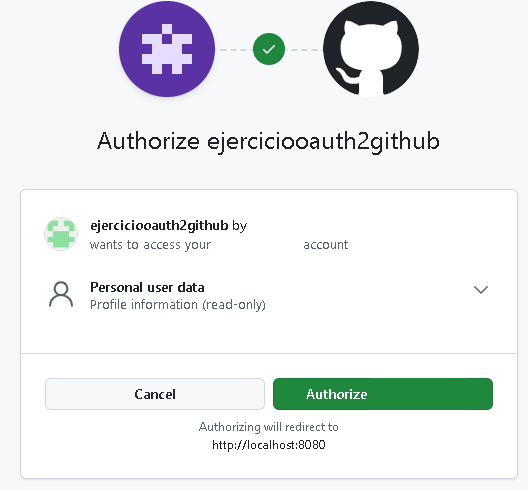 Authorize ejerciciooauth2github
ejerciciooauth2github by
wants to access your account
Personal user data
Profile information (read-only)
Cancel
Authorize
Authorizing will redirect to
http://localhost:8080